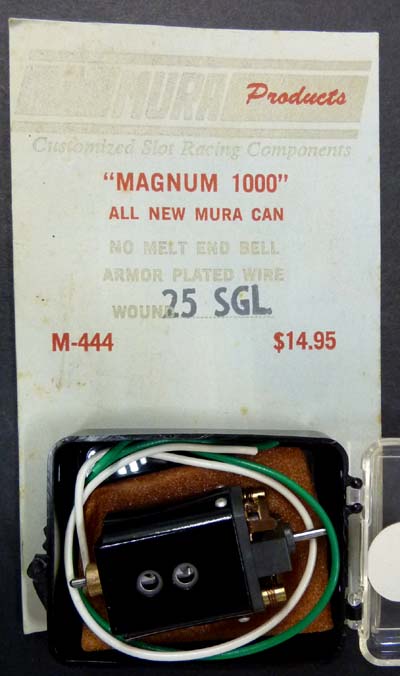 MURA Products
Customized Slot Racing Components
"MAGNUM 1000"
ALL NEW MURA CAN
NO MELT END BELL
ARMOR PLATED WIRE
WOUND 25 SGL
M-444 $14.95